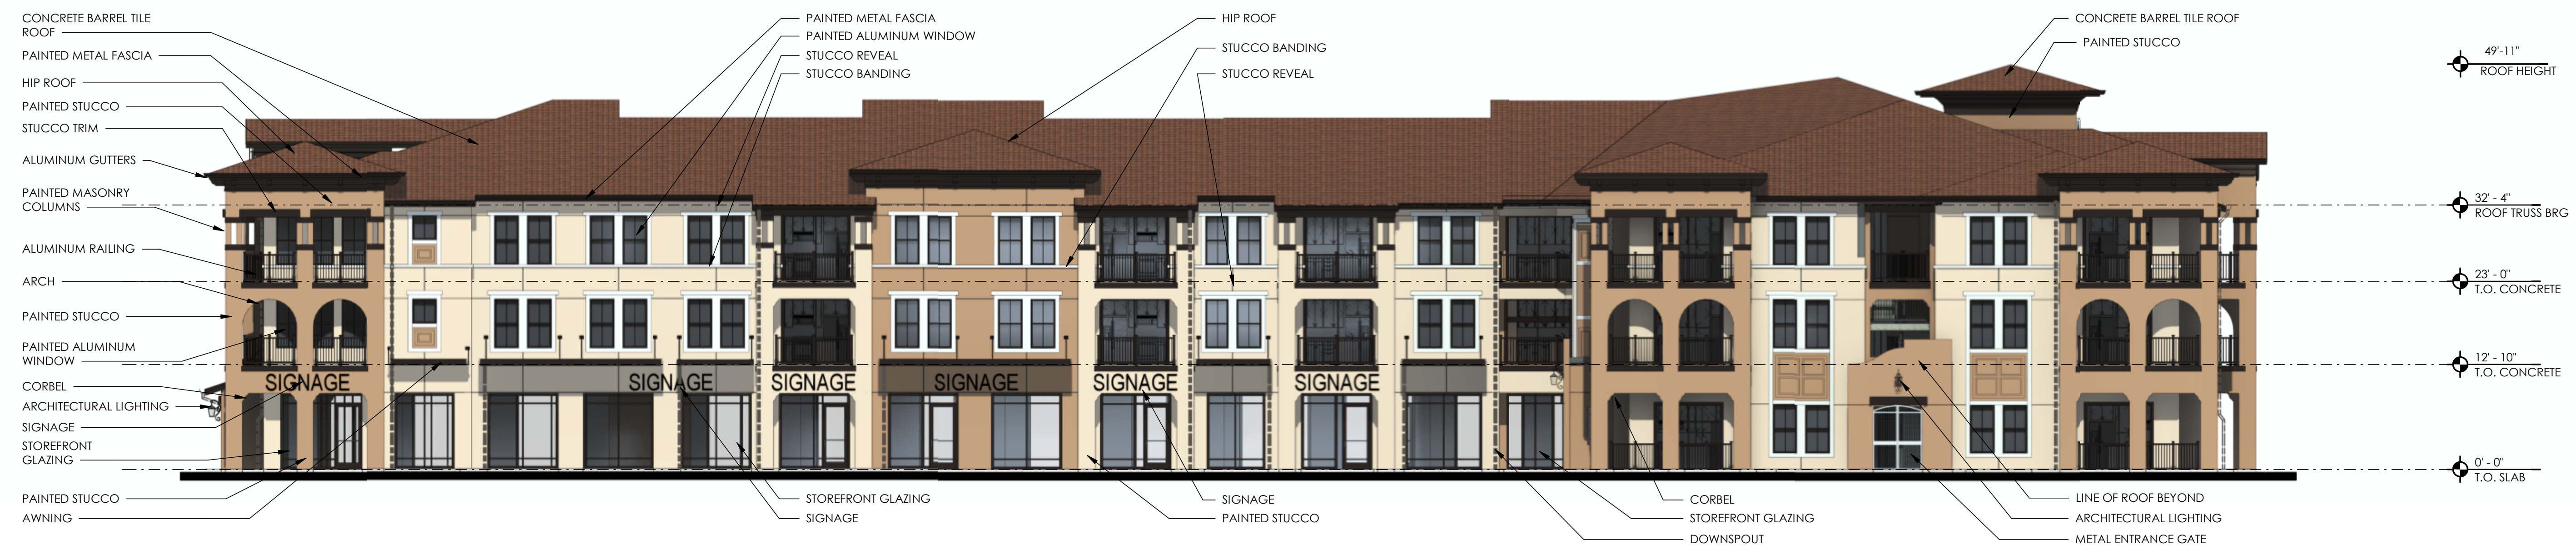 CONCRETE BARREL TILE
ROOF
PAINTED METAL FASCIA
HIP ROOF
PAINTED STUCCO
STUCCO TRIM
ALUMINUM GUTTERS
PAINTED MASONRY
COLUMNS
ALUMINUM RAILING
ARCH
PAINTED STUCCO
PAINTED ALUMINUM
WINDOW
CORBEL
ARCHITECTURAL LIGHTING
SIGNAGE
STOREFRONT
GLAZING
PAINTED STUCCO
AWNING
PAINTED METAL FASCIA
PAINTED ALUMINUM WINDOW
STUCCO REVEAL
STUCCO BANDING
HIP ROOF
STUCCO BANDING
STUCCO REVEAL
CONCRETE BARREL TILE ROOF
PAINTED STUCCO
49'-11"
ROOF HEIGHT
32' - 4"
ROOF TRUSS BRG
23' - 0"
T.O. CONCRETE
12' - 10"
T.O. CONCRETE
0' - 0"
T.O. SLAB
SIGNAGE
SIGNAGE
SIGNAGE
SIGNAGE
SIGNAGE
SIGNAGE
STOREFRONT GLAZING
SIGNAGE
SIGNAGE
PAINTED STUCCO
CORBEL
STOREFRONT GLAZING
DOWNSPOUT
LINE OF ROOF BEYOND
ARCHITECTURAL LIGHTING
METAL ENTRANCE GATE